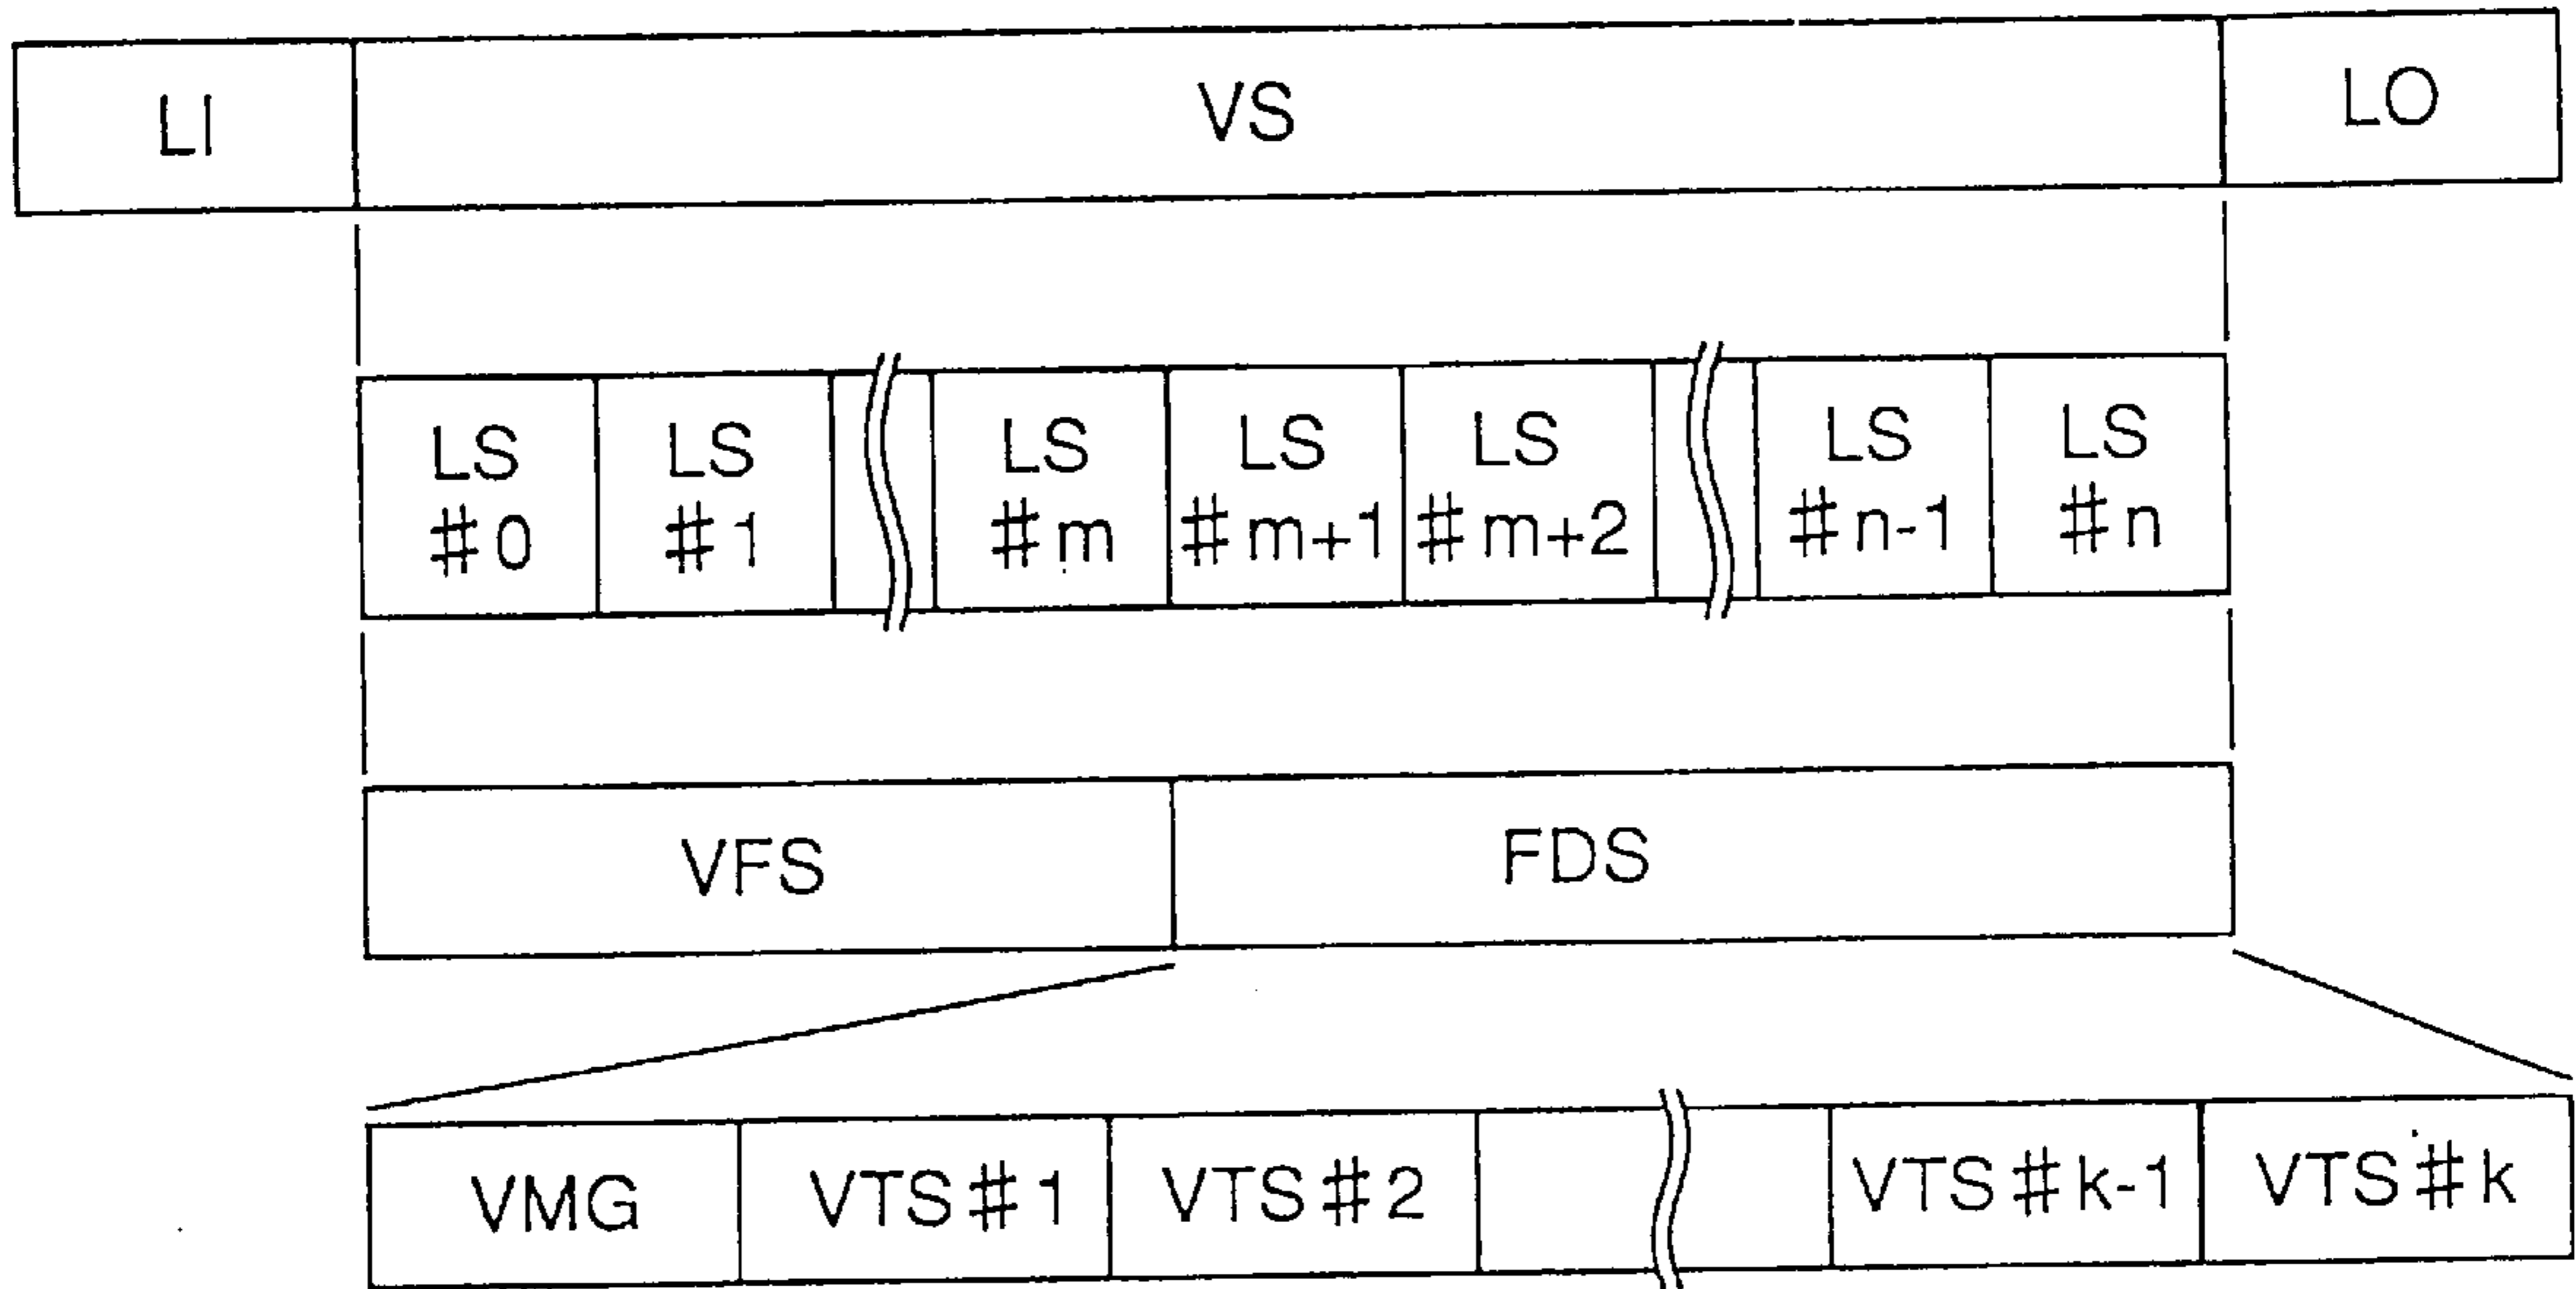 LI VS LO
LS LS LS LS LS LS LS
#0 #1 #m #m+1 #m+2 #n-1 #n
VFS FDS
VMG VTS#1 VTS#2 VTS#k-1 VTS#k